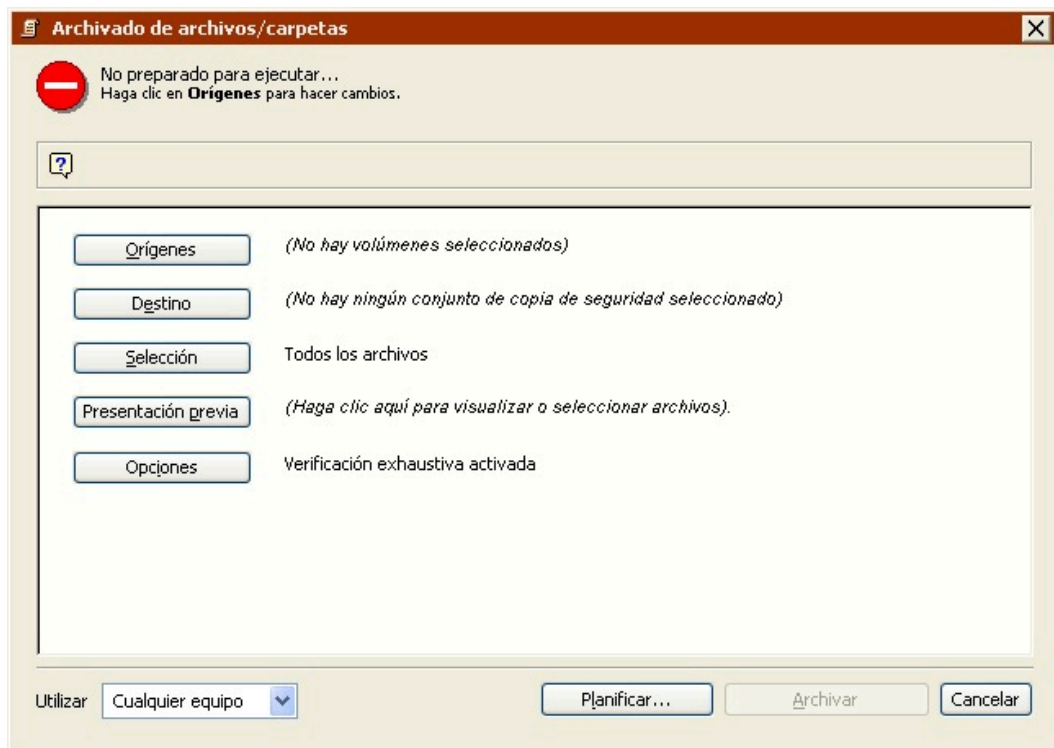 Archivado de archivos/carpetas
No preparado para ejecutar...
Haga clic en Orígenes para hacer cambios.
Orígenes (No hay volúmenes seleccionados)
Destino (No hay ningún conjunto de copia de seguridad seleccionado)
Selección Todos los archivos
Presentación previa (Haga clic aquí para visualizar o seleccionar archivos).
Opciones Verificación exhaustiva activada
Utilizar Cualquier equipo Planificar... Archivar Cancelar